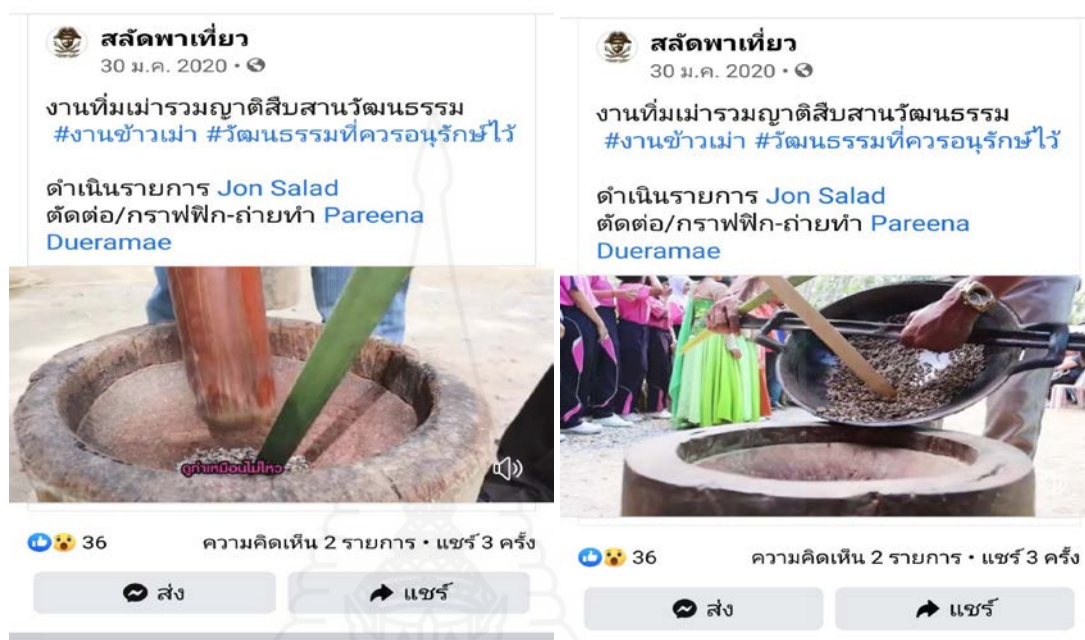 สลัดพาเที่ยว
30 ม.ค. 2020
งานทิ่มเม่ารวมญาติสืบสานวัฒนธรรม
#งานข้าวเม่า #วัฒนธรรมที่ควรอนุรักษ์ไว้
ดำเนินรายการ Jon Salad
ตัดต่อ/กราฟฟิก-ถ่ายทำ Pareena
Dueramae
ดูท่าเหมือนไม่ไหว
36
ความคิดเห็น 2 รายการ • แชร์ 3 ครั้ง
ส่ง
แชร์
สลัดพาเที่ยว
30 ม.ค. 2020
งานทิ่มเม่ารวมญาติสืบสานวัฒนธรรม
#งานข้าวเม่า #วัฒนธรรมที่ควรอนุรักษ์ไว้
ดำเนินรายการ Jon Salad
ตัดต่อ/กราฟฟิก-ถ่ายทำ Pareena
Dueramae
36
ความคิดเห็น 2 รายการ • แชร์ 3 ครั้ง
ส่ง
แชร์